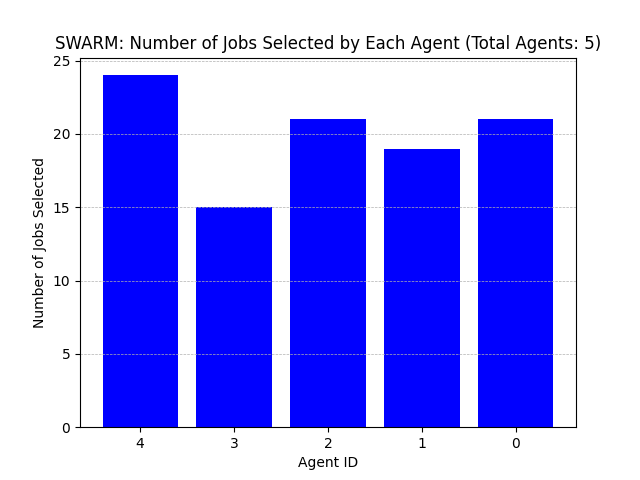 SWARM: Number of Jobs Selected by Each Agent (Total Agents: 5)
25
20
15
10
5
0
Number of Jobs Selected
4 3 2 1 0
Agent ID